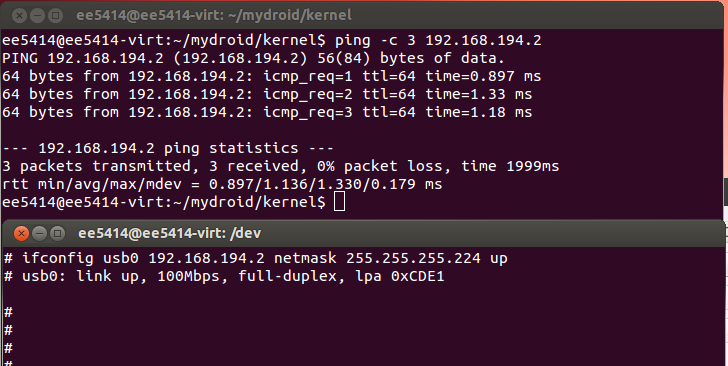 ee5414@ee5414-virt: ~/mydroid/kernel
ee5414@ee5414-virt:~/mydroid/kernel$ ping -c 3 192.168.194.2
PING 192.168.194.2 (192.168.194.2) 56(84) bytes of data.
64 bytes from 192.168.194.2: icmp_req=1 ttl=64 time=0.897 ms
64 bytes from 192.168.194.2: icmp_req=2 ttl=64 time=1.33 ms
64 bytes from 192.168.194.2: icmp_req=3 ttl=64 time=1.18 ms
--- 192.168.194.2 ping statistics ---
3 packets transmitted, 3 received, 0% packet loss, time 1999ms
rtt min/avg/max/mdev = 0.897/1.136/1.330/0.179 ms
ee5414@ee5414-virt:~/mydroid/kernel$
ee5414@ee5414-virt: /dev
# ifconfig usb0 192.168.194.2 netmask 255.255.255.224 up
# usb0: link up, 100Mbps, full-duplex, lpa 0xCDE1
#
#
#
#